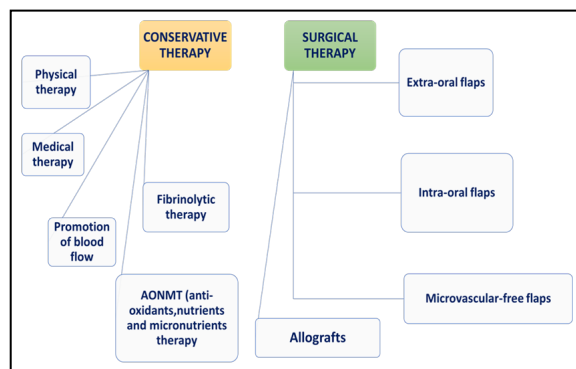 CONSERVATIVE
THERAPY
SURGICAL
THERAPY
Physical
therapy
Extra-oral flaps
Medical
therapy
Fibrinolytic
therapy
Intra-oral
flaps
Promotion
of blood
flow
AONMT (anti-
oxidants,nutrients
and micronutrients
therapy
Microvascular-free flaps
Allografts